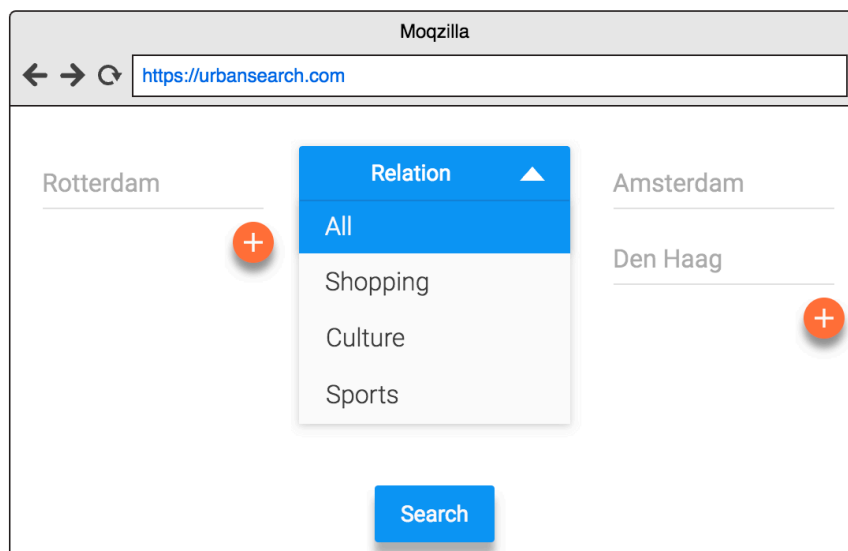 Moqzilla
https://urbansearch.com
Rotterdam
Relation
Amsterdam
All
Den Haag
Shopping
Culture
Sports
Search